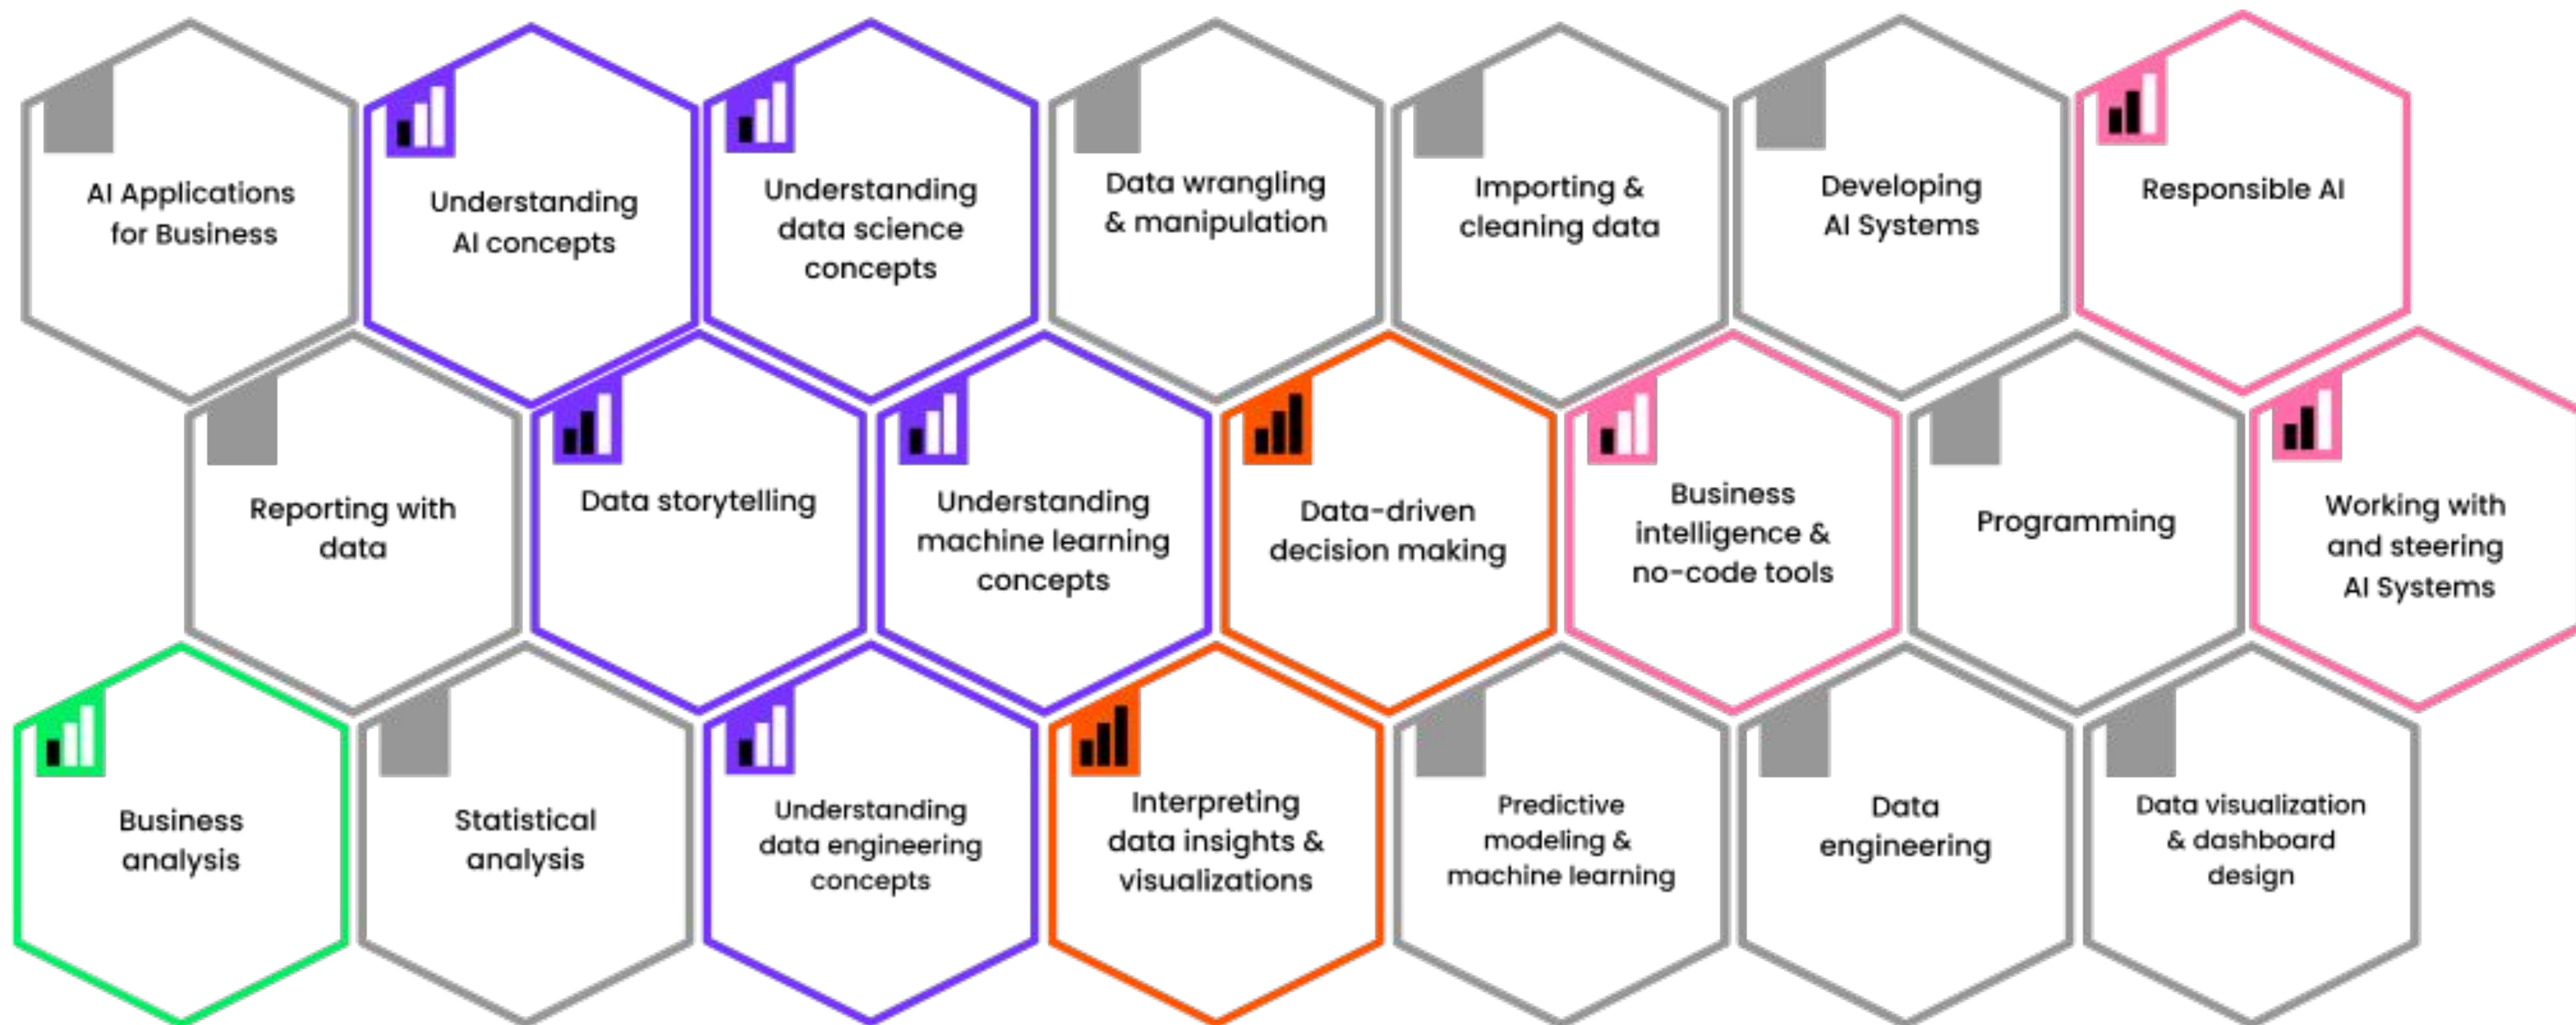 AI Applications
for Business
Understanding
AI concepts
Understanding
data science
concepts
Data wrangling
& manipulation
Importing &
cleaning data
Developing
AI Systems
Responsible AI
Reporting with
data
Data storytelling
Understanding
machine learning
concepts
Data-driven
decision making
Business
intelligence &
no-code tools
Programming
Working with
and steering
AI Systems
Business
analysis
Statistical
analysis
Understanding
data engineering
concepts
Interpreting
data insights &
visualizations
Predictive
modeling &
machine learning
Data
engineering
Data visualization
& dashboard
design